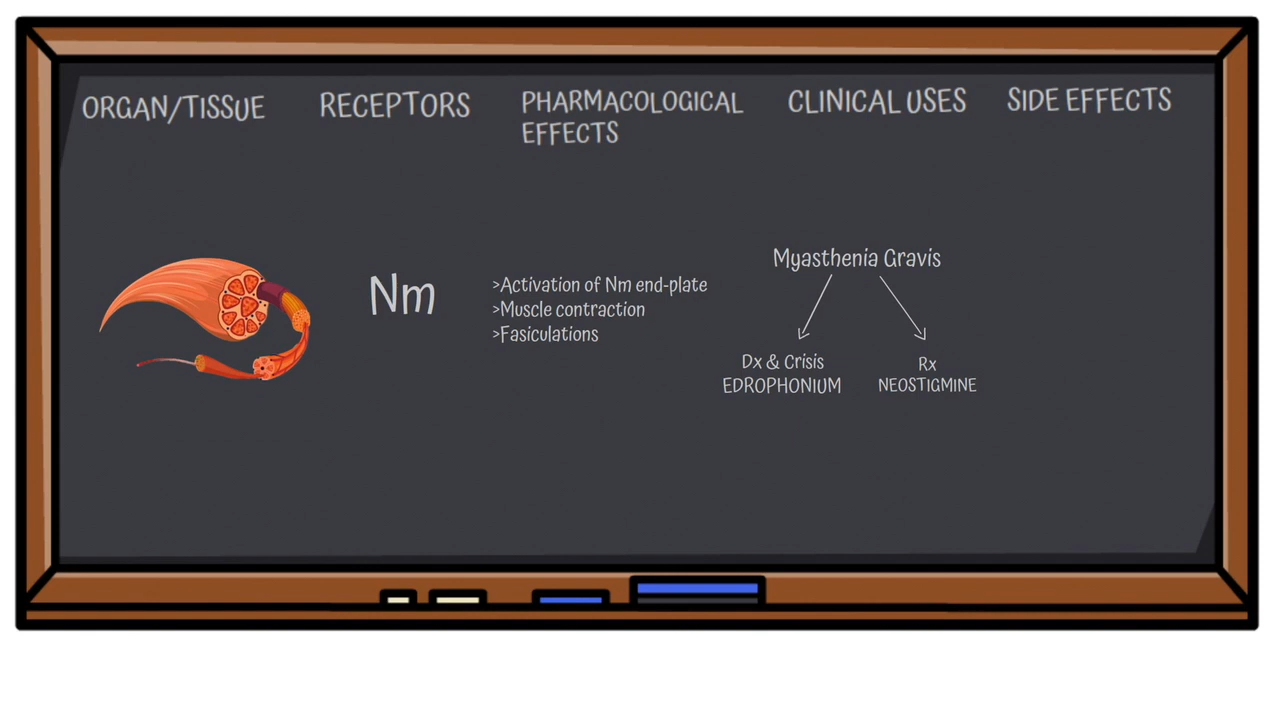 ORGAN/TISSUE
RECEPTORS
PHARMACOLOGICAL
EFFECTS
CLINICAL USES
SIDE EFFECTS
Nm
>Activation of Nm end-plate
>Muscle contraction
>Fasiculations
Myasthenia Gravis
Dx & Crisis
EDROPHONIUM
Rx
NEOSTIGMINE